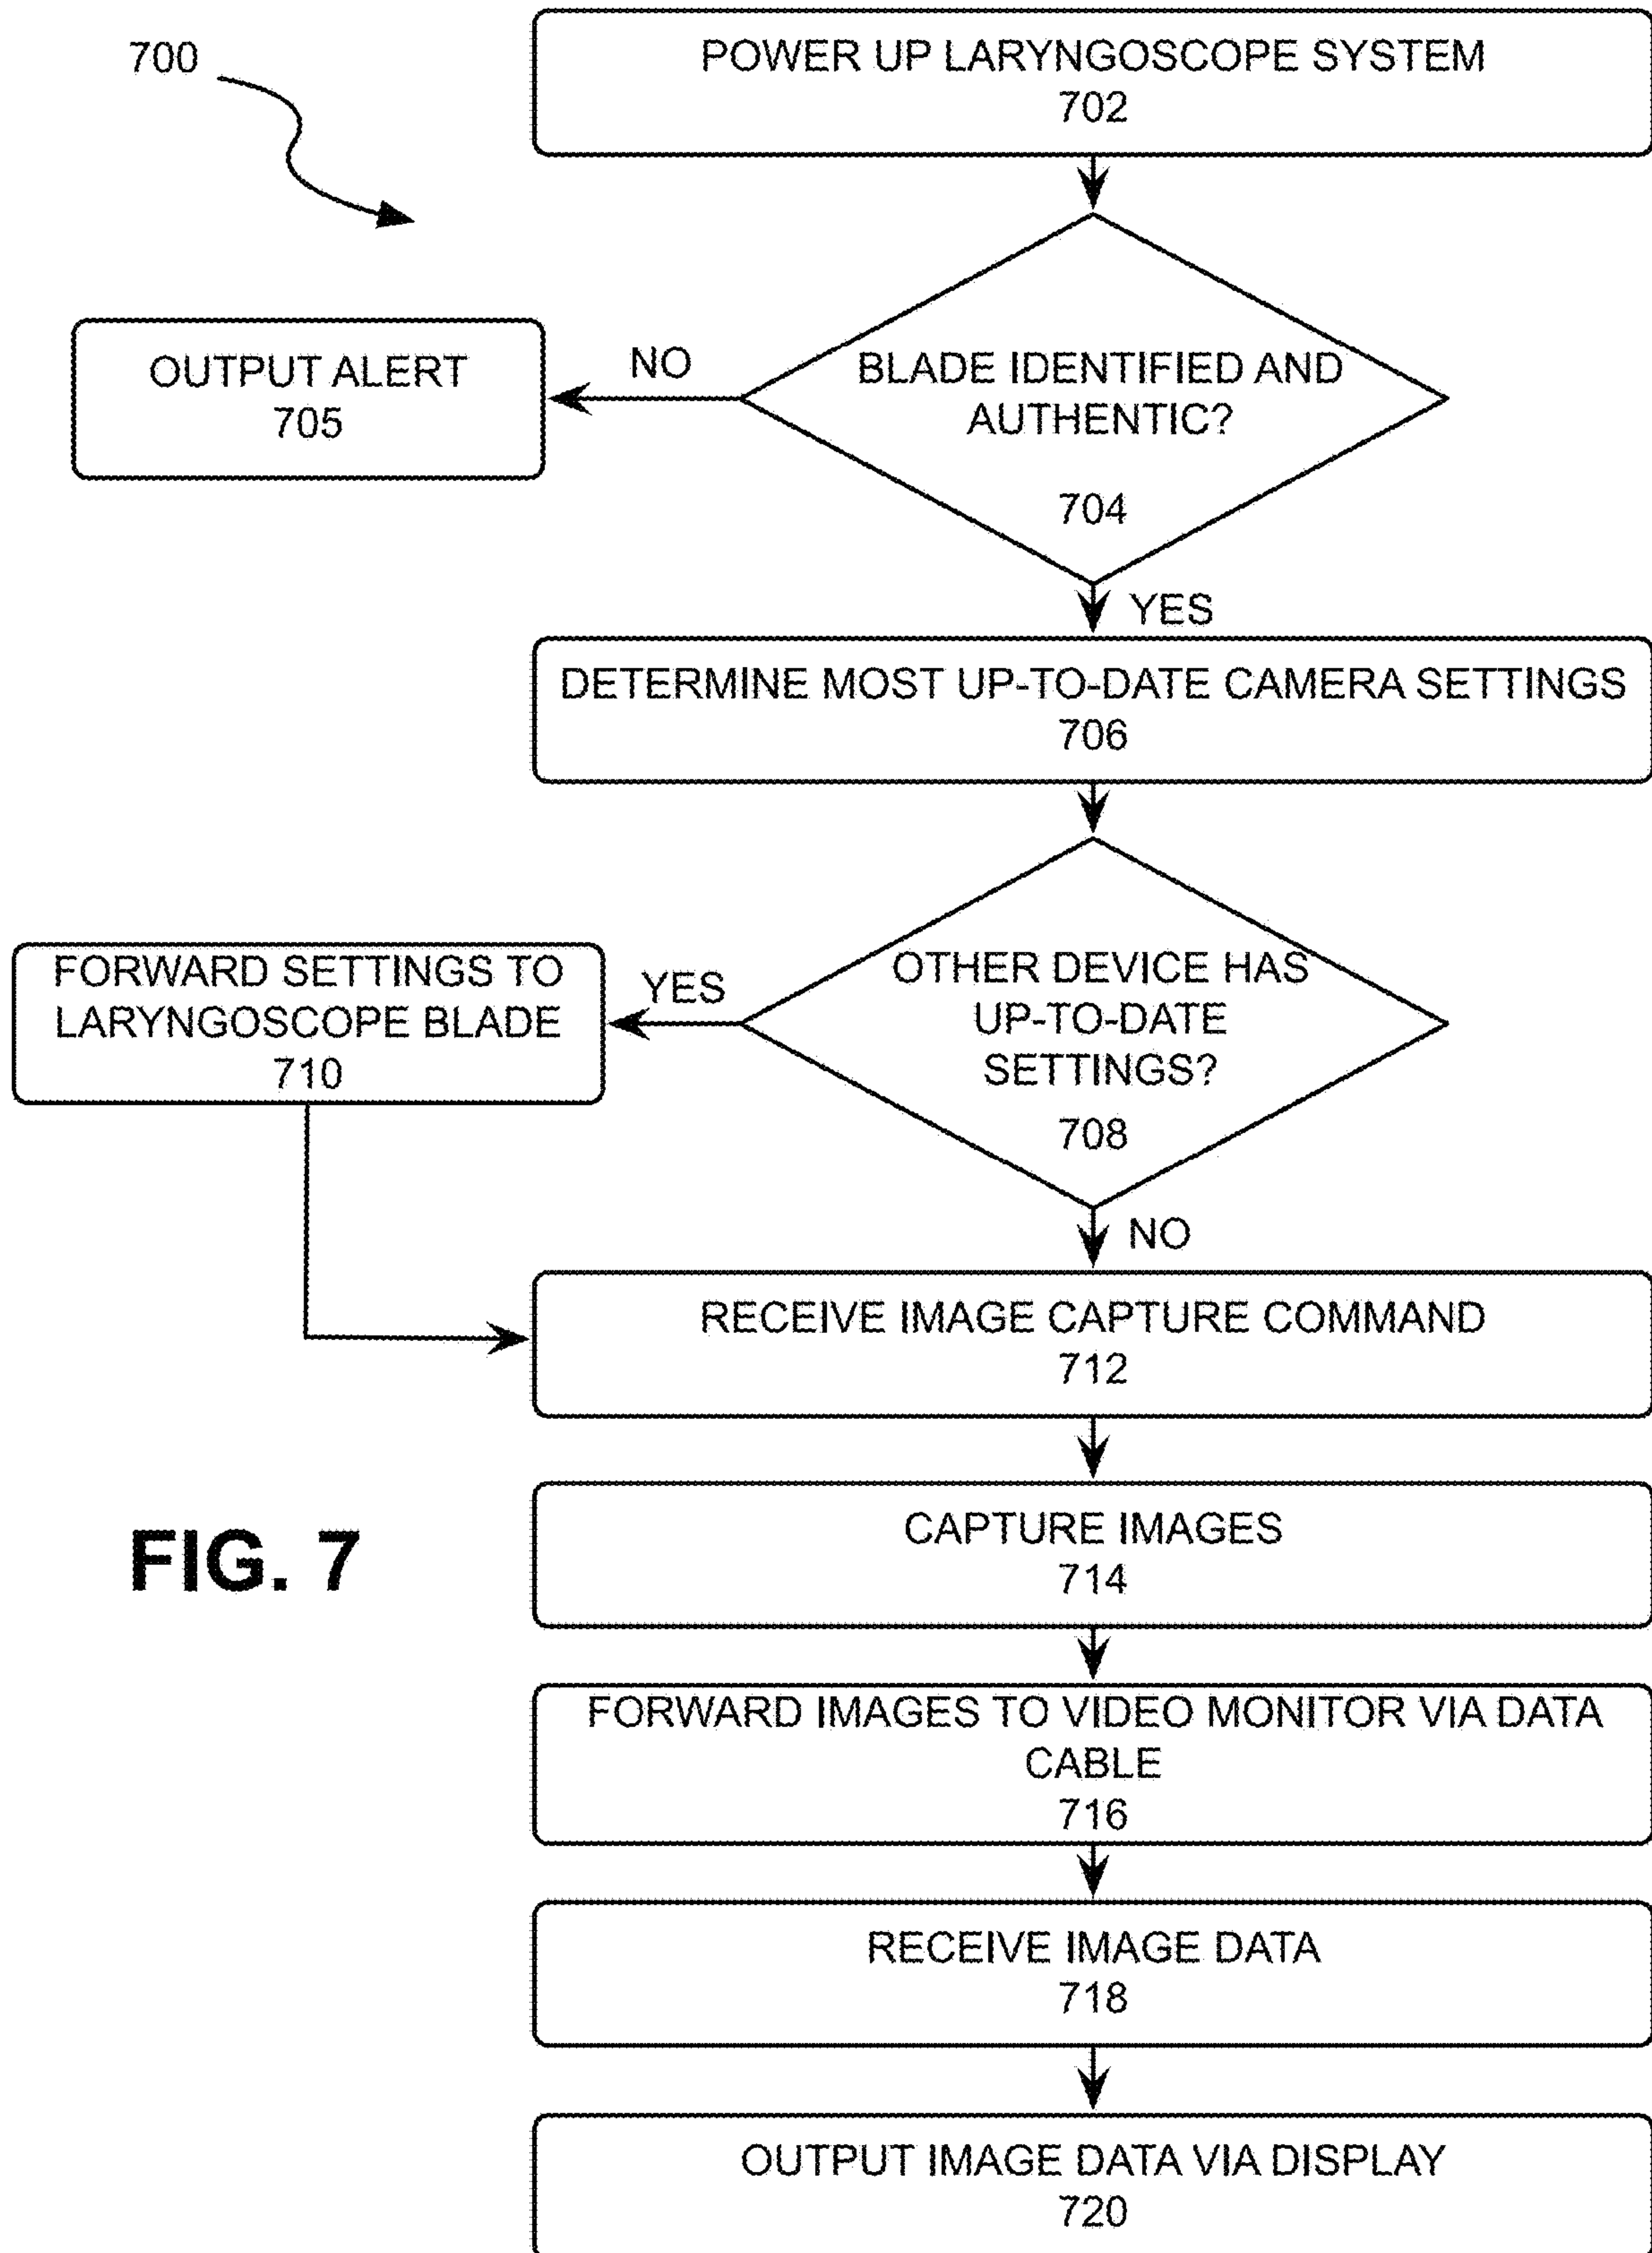 700
POWER UP LARYNGOSCOPE SYSTEM
702
OUTPUT ALERT
705
NO
BLADE IDENTIFIED AND
AUTHENTIC?
704
YES
DETERMINE MOST UP-TO-DATE CAMERA SETTINGS
706
FORWARD SETTINGS TO
LARYNGOSCOPE BLADE
710
YES
OTHER DEVICE HAS
UP-TO-DATE
SETTINGS?
708
NO
RECEIVE IMAGE CAPTURE COMMAND
712
CAPTURE IMAGES
714
FIG. 7
FORWARD IMAGES TO VIDEO MONITOR VIA DATA
CABLE
716
RECEIVE IMAGE DATA
718
OUTPUT IMAGE DATA VIA DISPLAY
720